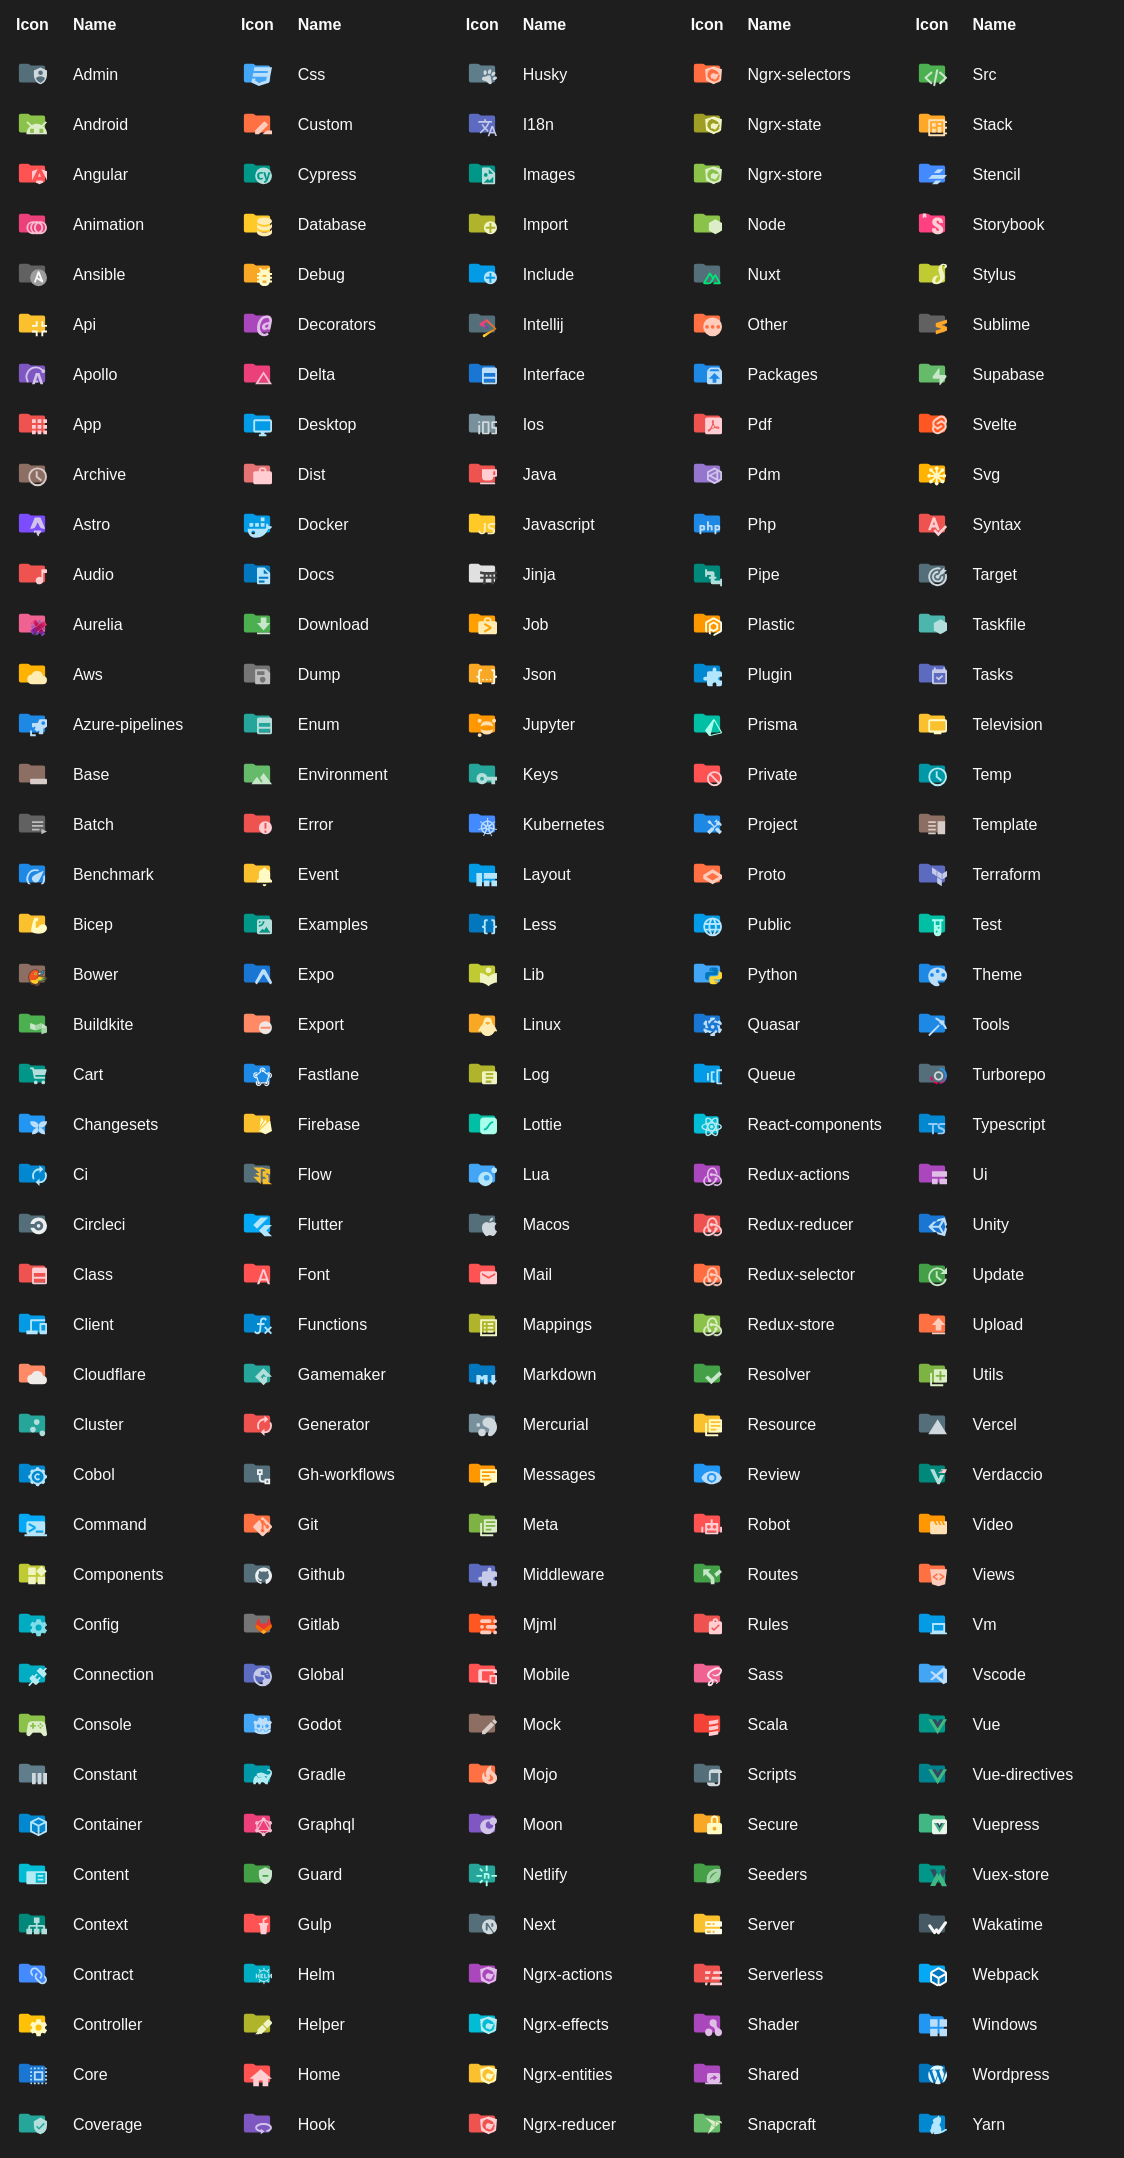 Icon Name Icon Name Icon Name Icon Name Icon Name
Admin Css Husky Ngrx-selectors Src
Android Custom I18n Ngrx-state Stack
Angular Cypress Images Ngrx-store Stencil
Animation Database Import Node Storybook
Ansible Debug Include Nuxt Stylus
Api Decorators Intellij Other Sublime
Apollo Delta Interface Packages Supabase
App Desktop Ios Pdf Svelte
Archive Dist Java Pdm Svg
Astro Docker Javascript Php Syntax
Audio Docs Jinja Pipe Target
Aurelia Download Job Plastic Taskfile
Aws Dump Json Plugin Tasks
Azure-pipelines Enum Jupyter Prisma Television
Base Environment Keys Private Temp
Batch Error Kubernetes Project Template
Benchmark Event Layout Proto Terraform
Bicep Examples Less Public Test
Bower Expo Lib Python Theme
Buildkite Export Linux Quasar Tools
Cart Fastlane Log Queue Turborepo
Changesets Firebase Lottie React-components Typescript
Ci Flow Lua Redux-actions Ui
Circleci Flutter Macos Redux-reducer Unity
Class Font Mail Redux-selector Update
Client Functions Mappings Redux-store Upload
Cloudflare Gamemaker Markdown Resolver Utils
Cluster Generator Mercurial Resource Vercel
Cobol Gh-workflows Messages Review Verdaccio
Command Git Meta Robot Video
Components Github Middleware Routes Views
Config Gitlab Mjml Rules Vm
Connection Global Mobile Sass Vscode
Console Godot Mock Scala Vue
Constant Gradle Mojo Scripts Vue-directives
Container Graphql Moon Secure Vuepress
Content Guard Netlify Seeders Vuex-store
Context Gulp Next Server Wakatime
Contract Helm Ngrx-actions Serverless Webpack
Controller Helper Ngrx-effects Shader Windows
Core Home Ngrx-entities Shared Wordpress
Coverage Hook Ngrx-reducer Snapcraft Yarn